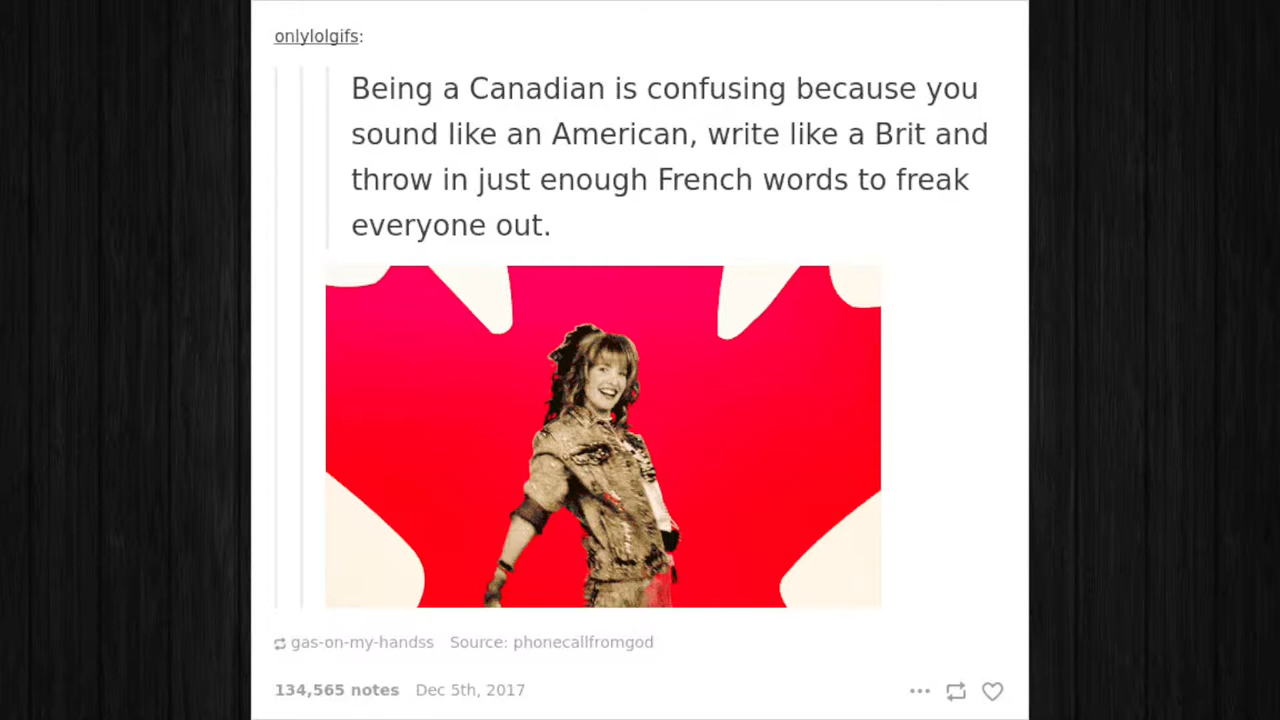 onlylolgifs:
Being a Canadian is confusing because you
sound like an American, write like a Brit and
throw in just enough French words to freak
everyone out.
gas-on-my-handss Source: phonecallfromgod
134,565 notes Dec 5th, 2017